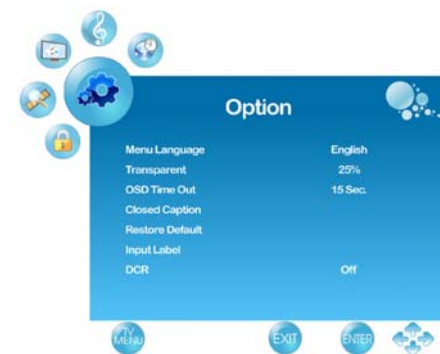 Option
Menu Language English
Transparent 25%
OSD Time Out 15 Sec.
Closed Caption
Restore Default
Input Label
DCR Off
TV MENU EXIT ENTER